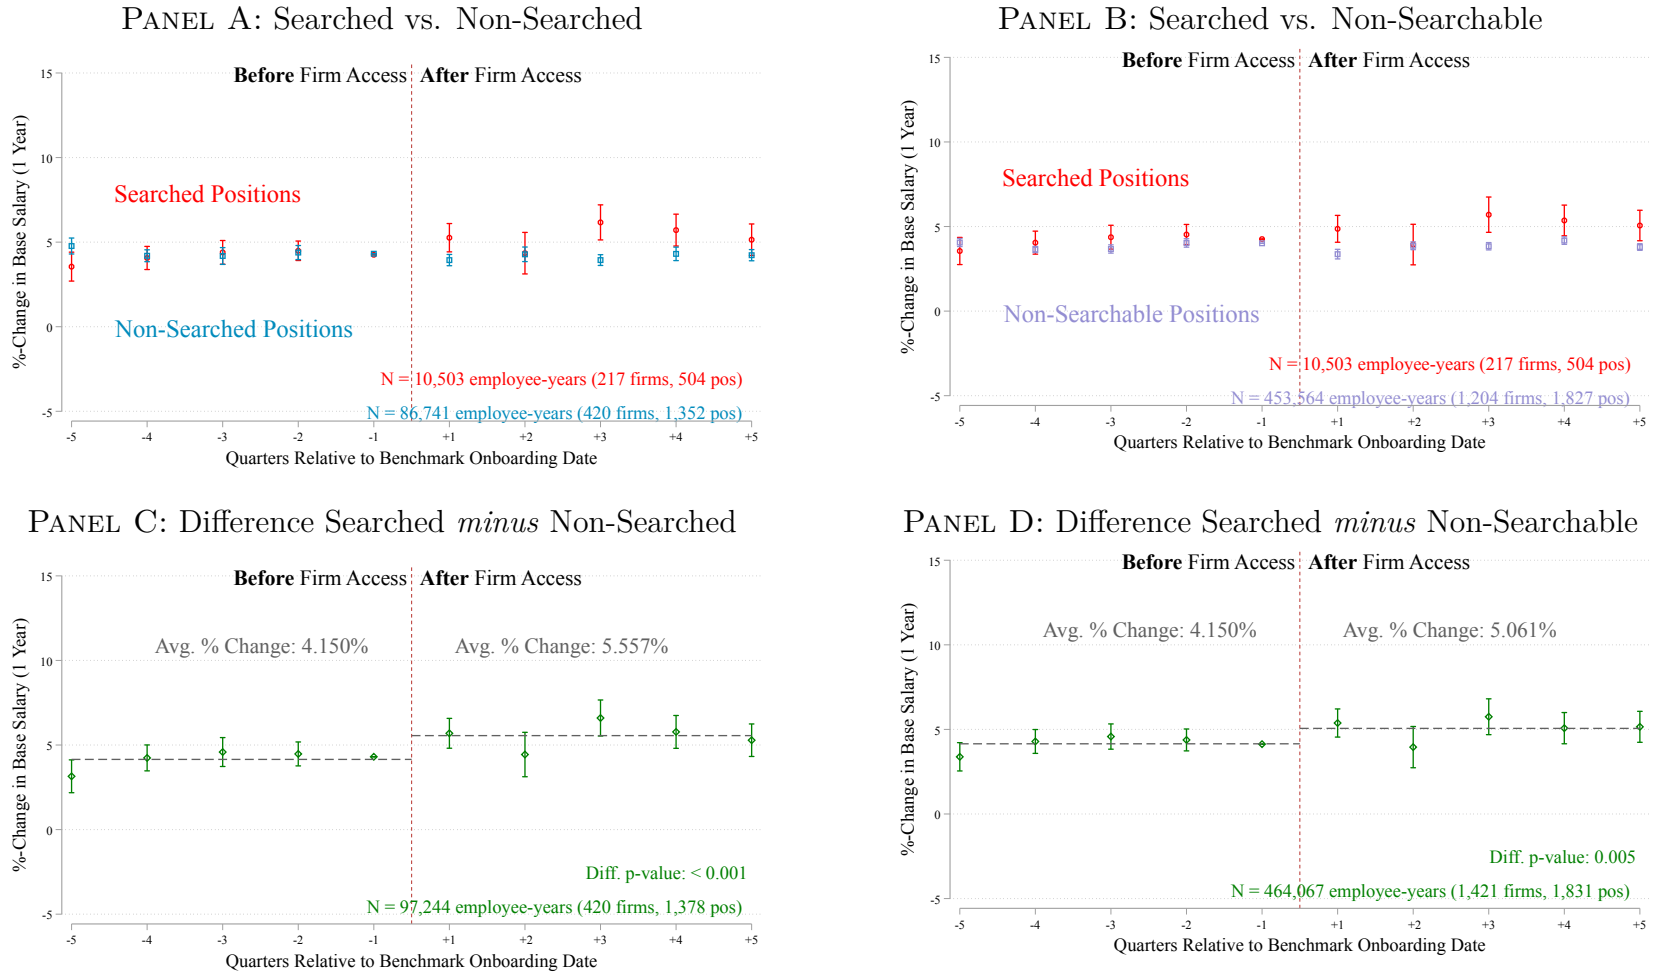 PANEL A: Searched vs. Non-Searched
Before Firm Access After Firm Access
%-Change in Base Salary (1 Year)
15
10
5
0
-5
Searched Positions
Non-Searched Positions
N = 10,503 employee-years (217 firms, 504 pos)
N = 86,741 employee-years (420 firms, 1,352 pos)
-5 -4 -3 -2 -1 +1 +2 +3 +4 +5
Quarters Relative to Benchmark Onboarding Date
PANEL B: Searched vs. Non-Searchable
Before Firm Access After Firm Access
%-Change in Base Salary (1 Year)
15
10
5
0
-5
Searched Positions
Non-Searchable Positions
N = 10,503 employee-years (217 firms, 504 pos)
N = 453,564 employee-years (1,204 firms, 1,827 pos)
-5 -4 -3 -2 -1 +1 +2 +3 +4 +5
Quarters Relative to Benchmark Onboarding Date
PANEL C: Difference Searched minus Non-Searched
Before Firm Access After Firm Access
%-Change in Base Salary (1 Year)
15
10
5
0
-5
Avg. % Change: 4.150% Avg. % Change: 5.557%
Diff. p-value: < 0.001
N = 97,244 employee-years (420 firms, 1,378 pos)
-5 -4 -3 -2 -1 +1 +2 +3 +4 +5
Quarters Relative to Benchmark Onboarding Date
PANEL D: Difference Searched minus Non-Searchable
Before Firm Access After Firm Access
%-Change in Base Salary (1 Year)
15
10
5
0
-5
Avg. % Change: 4.150% Avg. % Change: 5.061%
Diff. p-value: 0.005
N = 464,067 employee-years (1,421 firms, 1,831 pos)
-5 -4 -3 -2 -1 +1 +2 +3 +4 +5
Quarters Relative to Benchmark Onboarding Date